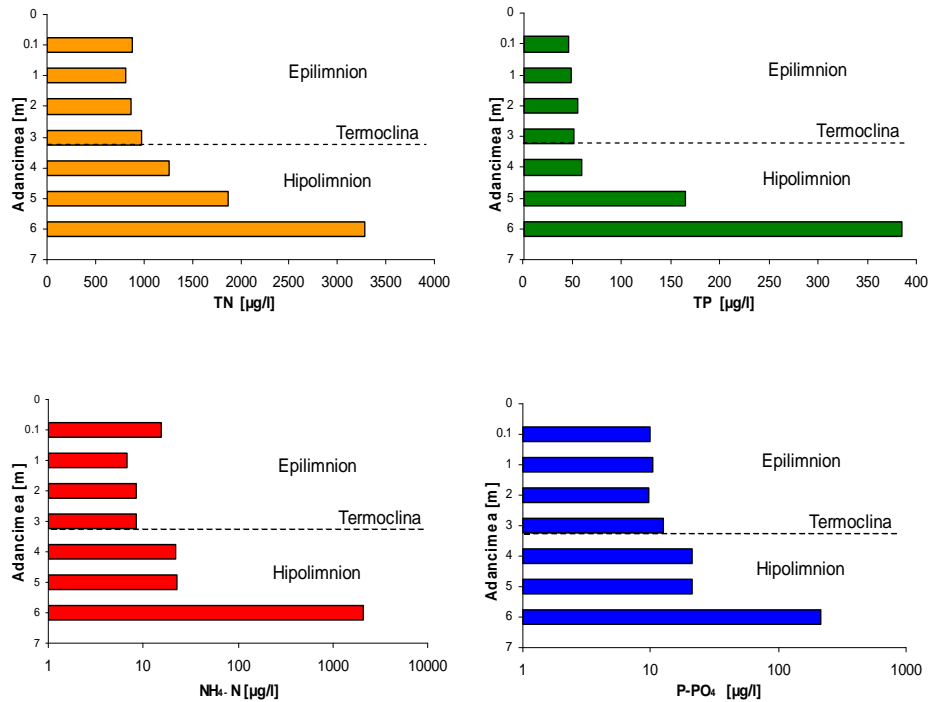 0
0.1
1
2
3
4
5
6
7
Adancimea [m]
Epilimnion
Termoclina
Hipolimnion
0 500 1000 1500 2000 2500 3000 3500 4000
TN [µg/l]
0
0.1
1
2
3
4
5
6
7
Adancimea [m]
Epilimnion
Termoclina
Hipolimnion
0 50 100 150 200 250 300 350 400
TP [µg/l]
0
0.1
1
2
3
4
5
6
7
Adancimea [m]
Epilimnion
Termoclina
Hipolimnion
1 10 100 1000 10000
NH₄- N [µg/l]
0
0.1
1
2
3
4
5
6
7
Adancimea [m]
Epilimnion
Termoclina
Hipolimnion
1 10 100 1000
P-PO₄ [µg/l]